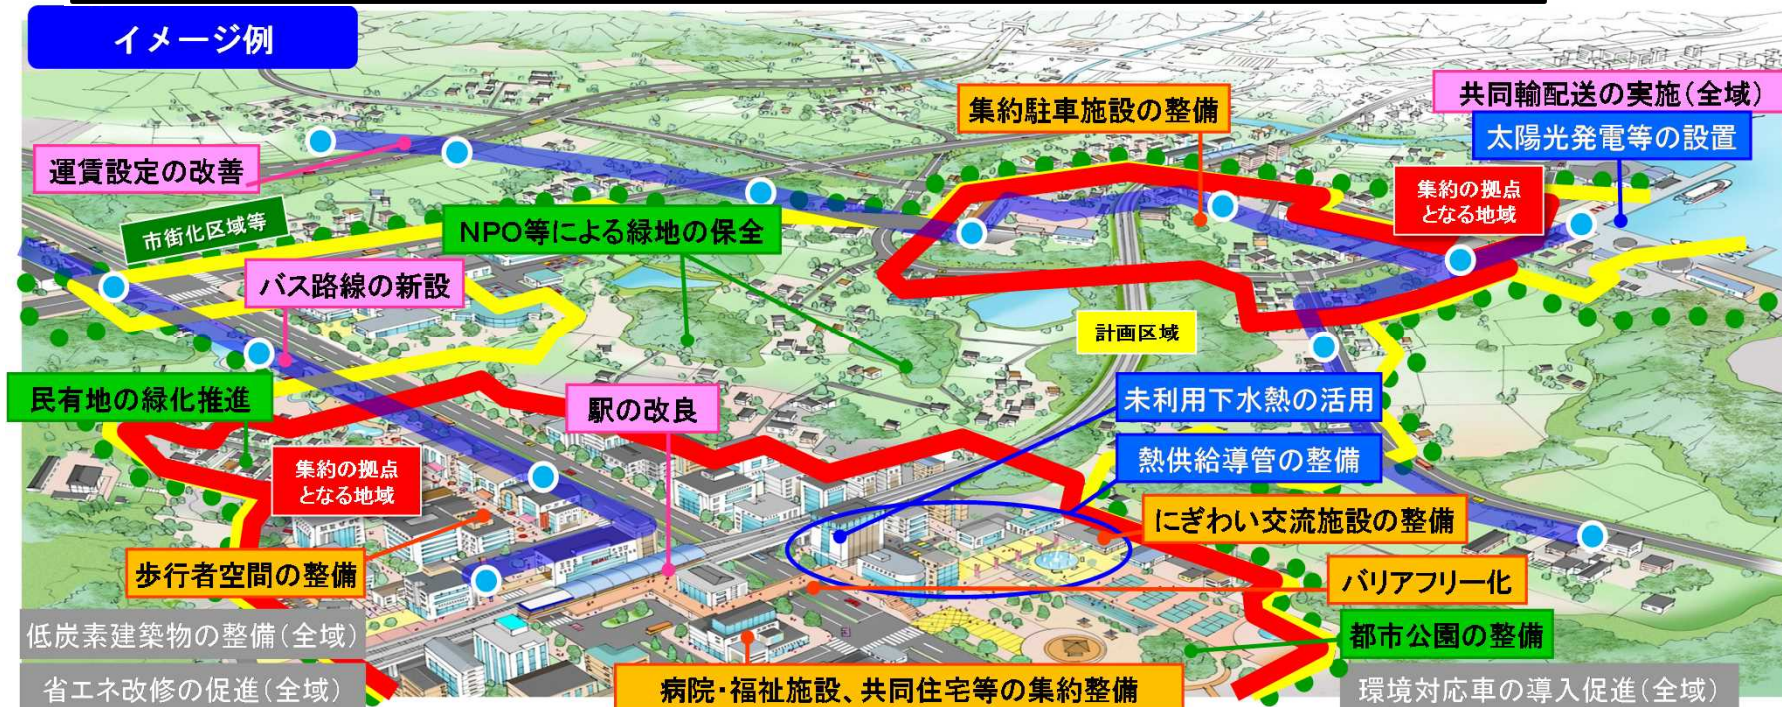 イメージ例
集約駐車施設の整備
共同輸配送の実施(全域)
太陽光発電等の設置
運賃設定の改善
集約の拠点
となる地域
市街化区域等
NPO等による緑地の保全
バス路線の新設
計画区域
民有地の緑化推進
駅の改良
未利用下水熱の活用
熱供給導管の整備
集約の拠点
となる地域
にぎわい交流施設の整備
歩行者空間の整備
バリアフリー化
低炭素建築物の整備(全域)
都市公園の整備
省エネ改修の促進(全域)
病院・福祉施設、共同住宅等の集約整備
環境対応車の導入促進(全域)